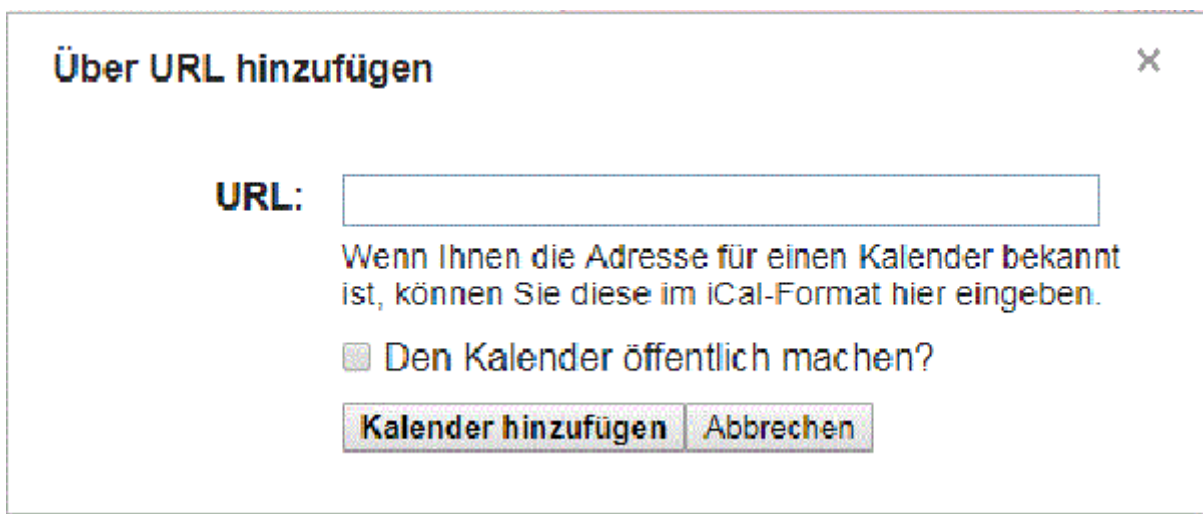 Über URL hinzufügen
URL:
Wenn Ihnen die Adresse für einen Kalender bekannt
ist, können Sie diese im iCal-Format hier eingeben.
Den Kalender öffentlich machen?
Kalender hinzufügen Abbrechen